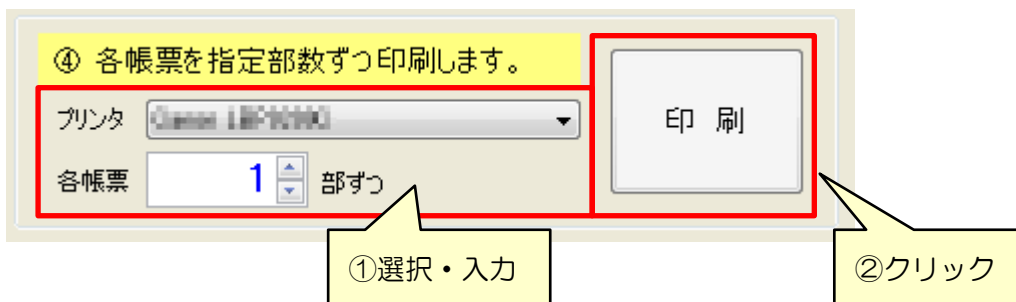 ④ 各帳票を指定部数ずつ印刷します。
プリンタ
印 刷
各帳票 1 部ずつ
①選択・入力
②クリック